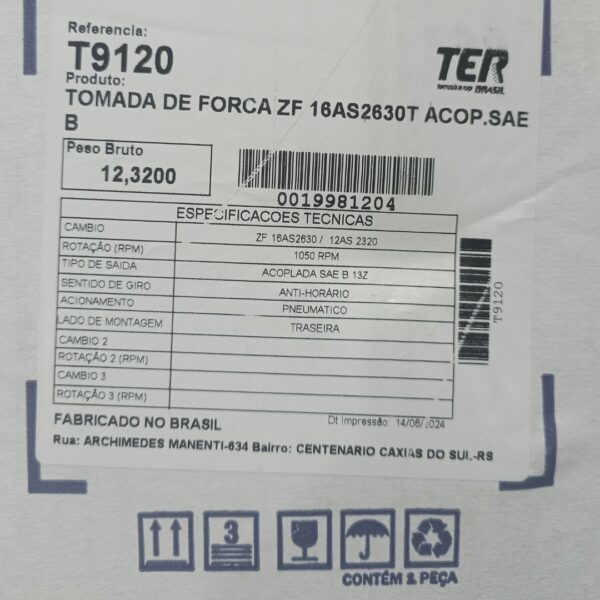 Referencia:
T9120
Produto:
TER
BRASIL
TOMADA DE FORCA ZF 16AS2630T ACOP.SAE
B
Peso Bruto
12,3200
0019981204
ESPECIFICACOES TECNICAS
CAMBIO ZF 16AS2630 / 12AS 2320
ROTAÇÃO (RPM) 1050 RPM
TIPO DE SAIDA ACOPLADA SAE B 13Z
SENTIDO DE GIRO ANTI-HORÁRIO
ACIONAMENTO PNEUMATICO
LADO DE MONTAGEM TRASEIRA
CAMBIO 2
ROTAÇÃO 2 (RPM)
CAMBIO 3
ROTAÇÃO 3 (RPM)
T9120
FABRICADO NO BRASIL
Dt Impressão: 14/06/2024
Rua: ARCHIMEDES MANENTI-634 Bairro: CENTENARIO CAXIAS DO SUL.-RS
3
CONTÉM 1 PEÇA